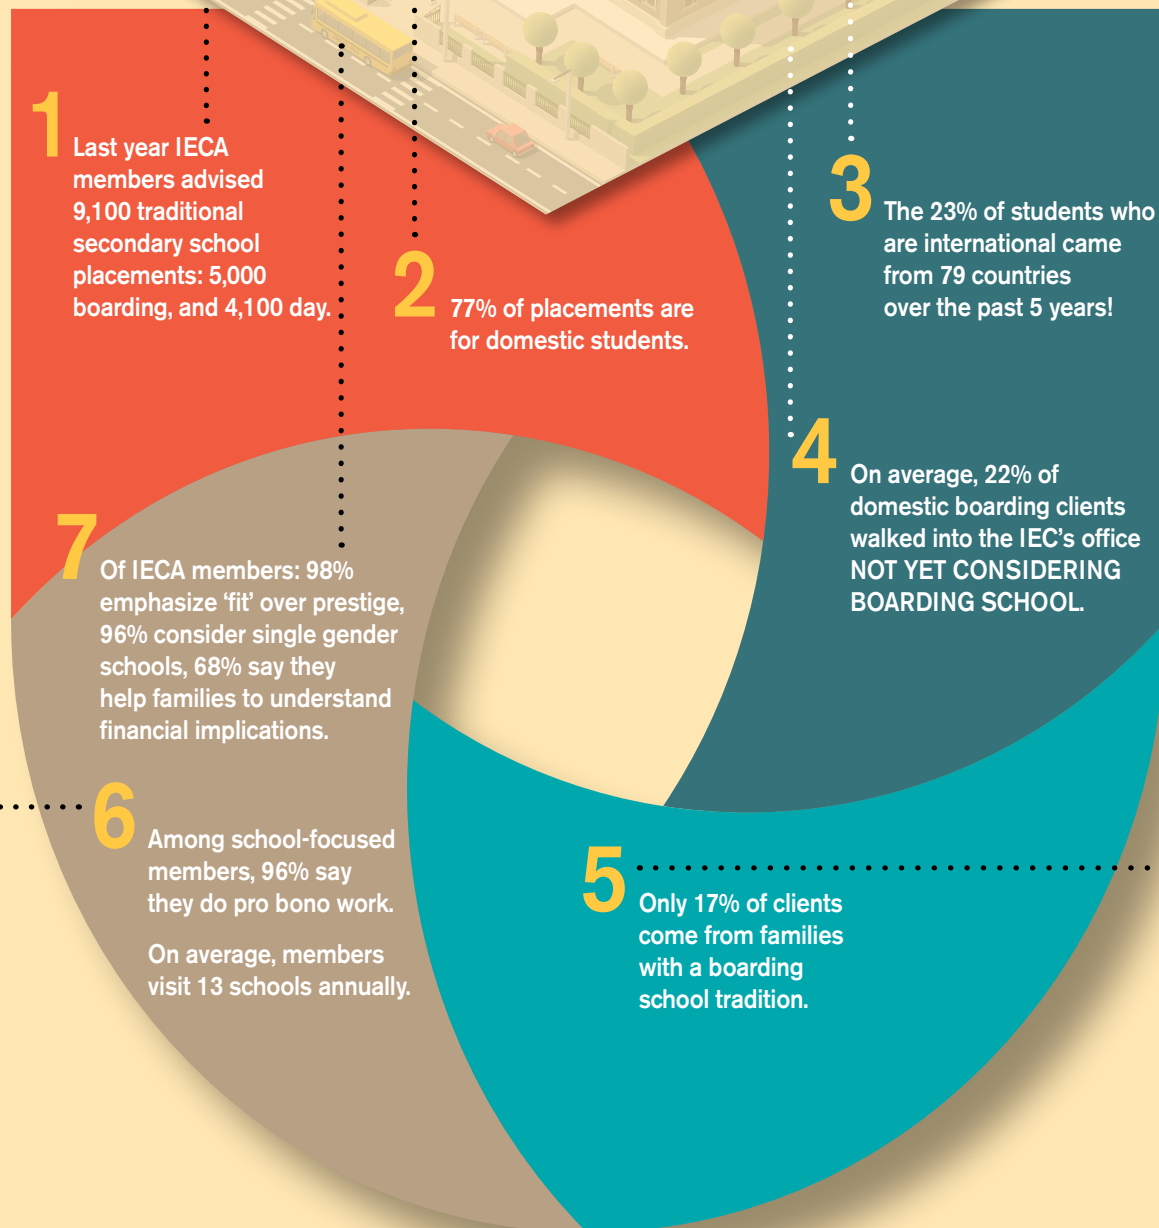 1
Last year IECA
members advised
9,100 traditional
secondary school
placements: 5,000
boarding, and 4,100 day.
2
77% of placements are
for domestic students.
3
The 23% of students who
are international came
from 79 countries
over the past 5 years!
4
On average, 22% of
domestic boarding clients
walked into the IEC’s office
NOT YET CONSIDERING
BOARDING SCHOOL.
5
Only 17% of clients
come from families
with a boarding
school tradition.
6
Among school-focused
members, 96% say
they do pro bono work.
On average, members
visit 13 schools annually.
7
Of IECA members: 98%
emphasize ‘fit’ over prestige,
96% consider single gender
schools, 68% say they
help families to understand
financial implications.